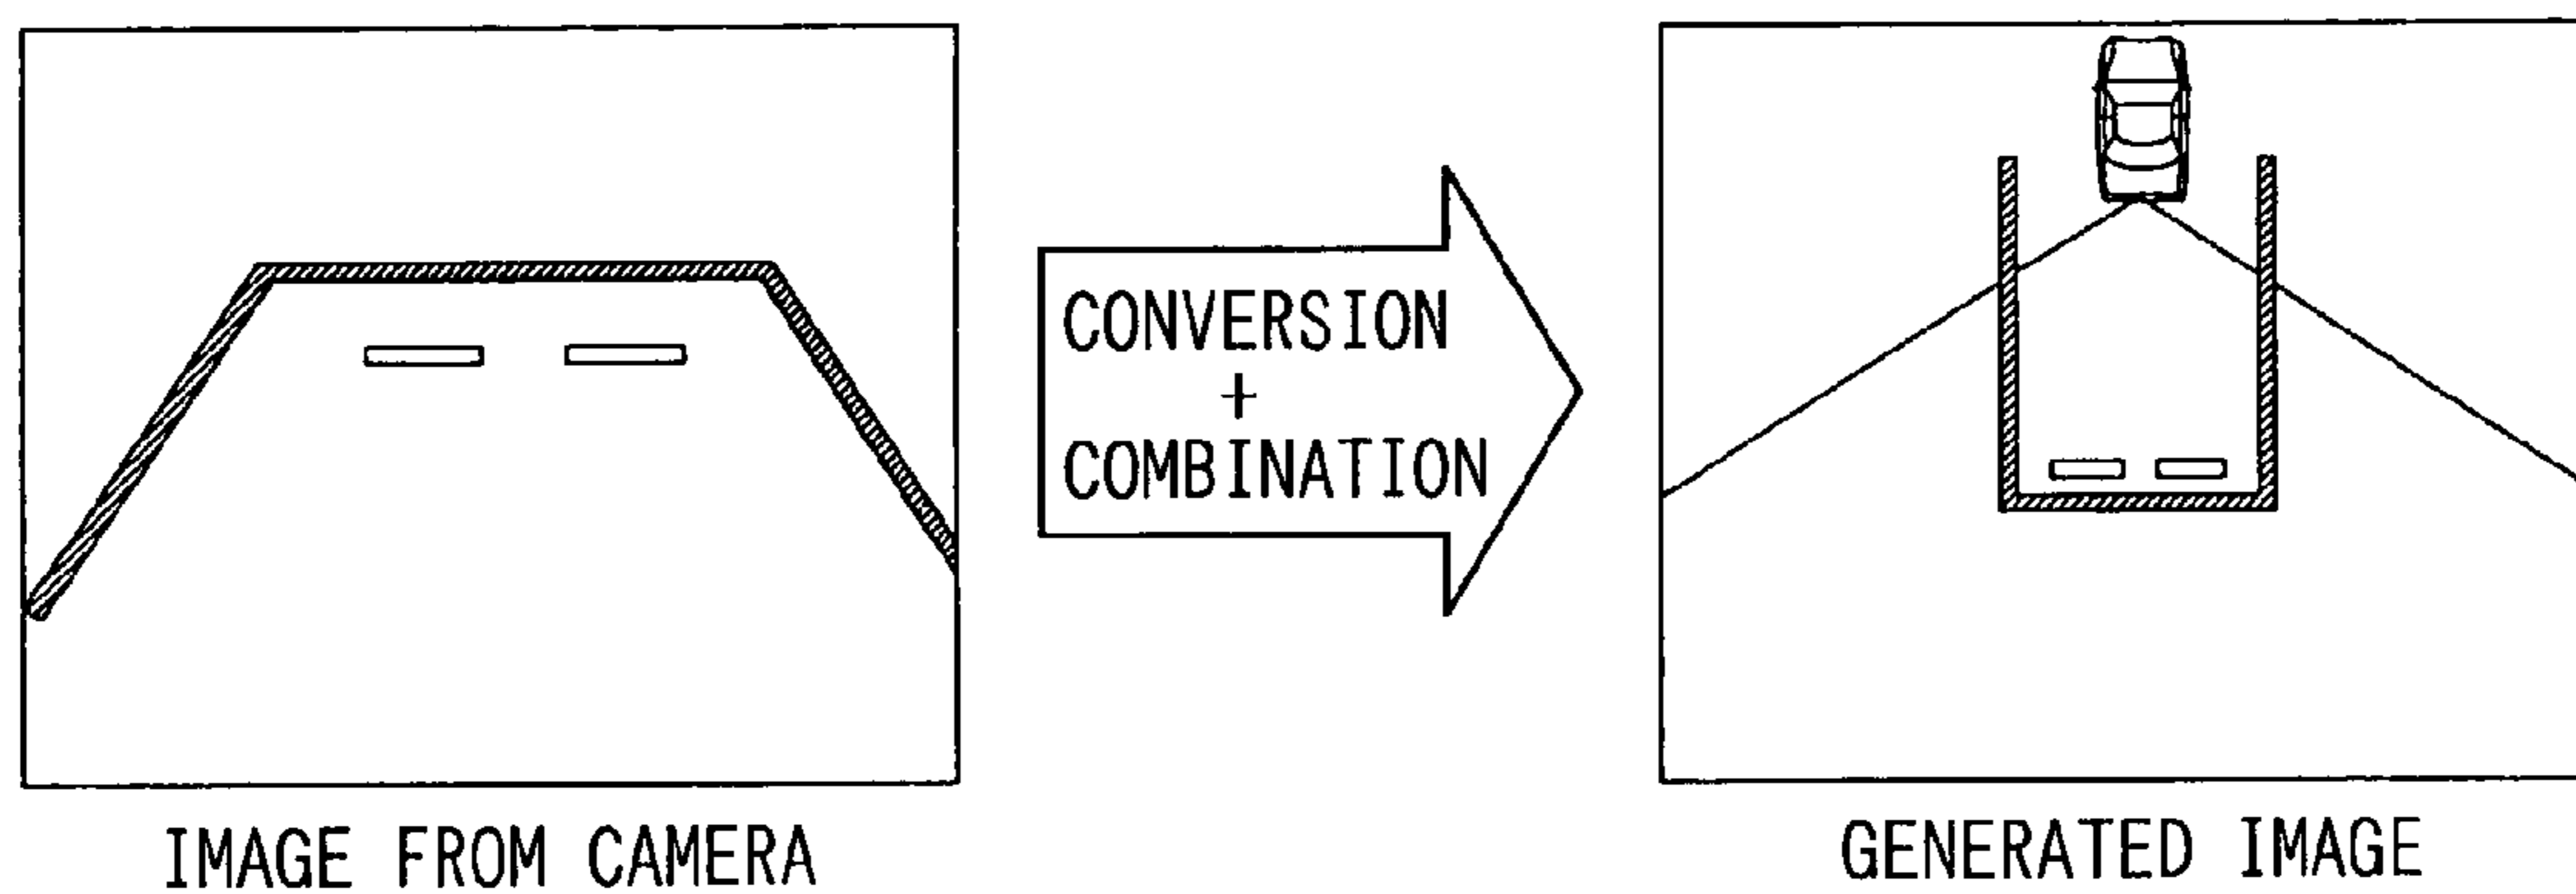 CONVERSION
+
COMBINATION
IMAGE FROM CAMERA
GENERATED IMAGE